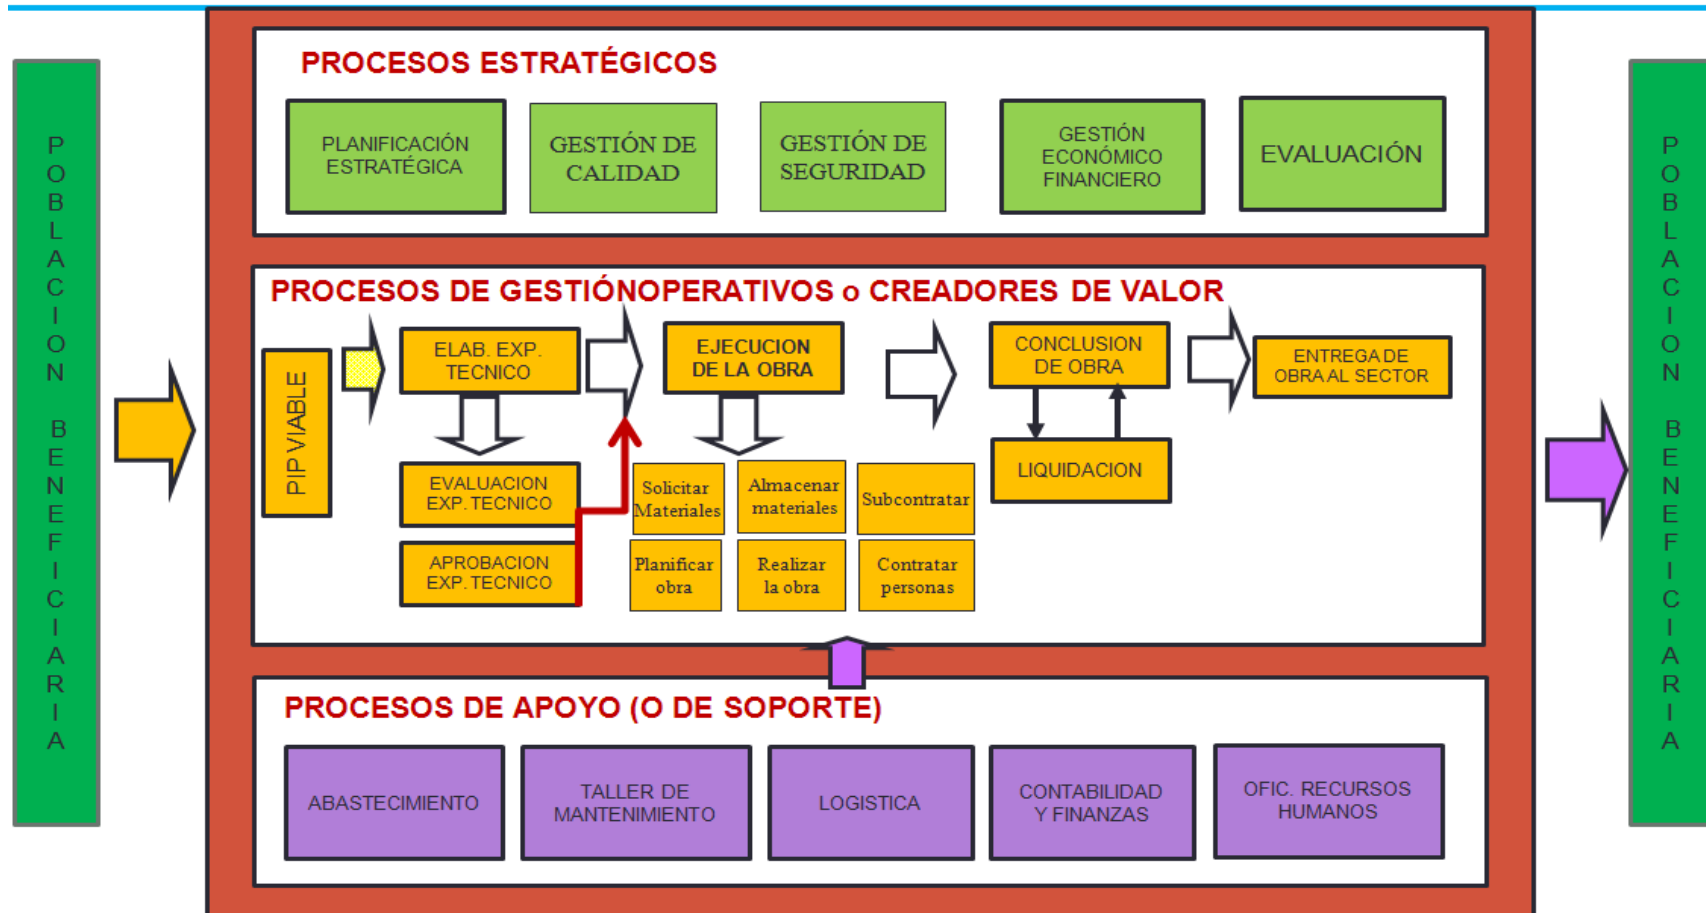 POBLACION BENEFICIARIA
PROCESOS ESTRATÉGICOS
PLANIFICACIÓN
ESTRATÉGICA
GESTIÓN DE
CALIDAD
GESTIÓN DE
SEGURIDAD
GESTIÓN
ECONÓMICO
FINANCIERO
EVALUACIÓN
PROCESOS DE GESTIÓNOPERATIVOS o CREADORES DE VALOR
PIP VIABLE
ELAB. EXP.
TECNICO
EVALUACION
EXP. TECNICO
APROBACION
EXP. TECNICO
EJECUCION
DE LA OBRA
Solicitar
Materiales
Almacenar
materiales
Subcontratar
Planificar
obra
Realizar
la obra
Contratar
personas
CONCLUSION
DE OBRA
LIQUIDACION
ENTREGA DE
OBRA AL SECTOR
PROCESOS DE APOYO (O DE SOPORTE)
ABASTECIMIENTO
TALLER DE
MANTENIMIENTO
LOGISTICA
CONTABILIDAD
Y FINANZAS
OFIC. RECURSOS
HUMANOS
POBLACION BENEFICIARIA